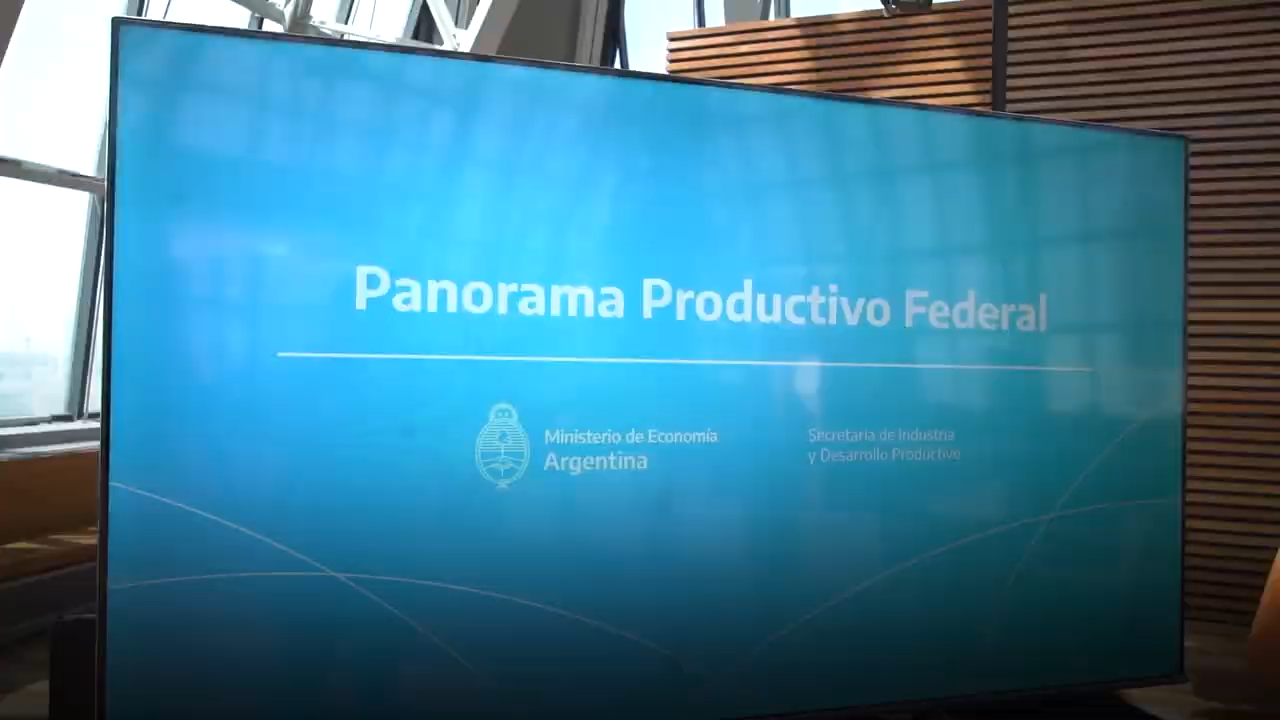 Panorama Productivo Federal
Ministerio de Economía
Argentina
Secretaría de Industria
y Desarrollo Productivo